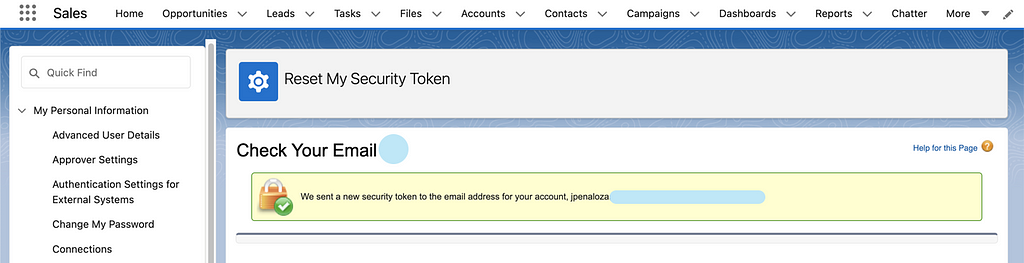 Sales Home Opportunities Leads Tasks Files Accounts Contacts Campaigns Dashboards Reports Chatter More
Quick Find
My Personal Information
Advanced User Details
Approver Settings
Authentication Settings for
External Systems
Change My Password
Connections
Reset My Security Token
Check Your Email
Help for this Page ?
We sent a new security token to the email address for your account, jpenaloza